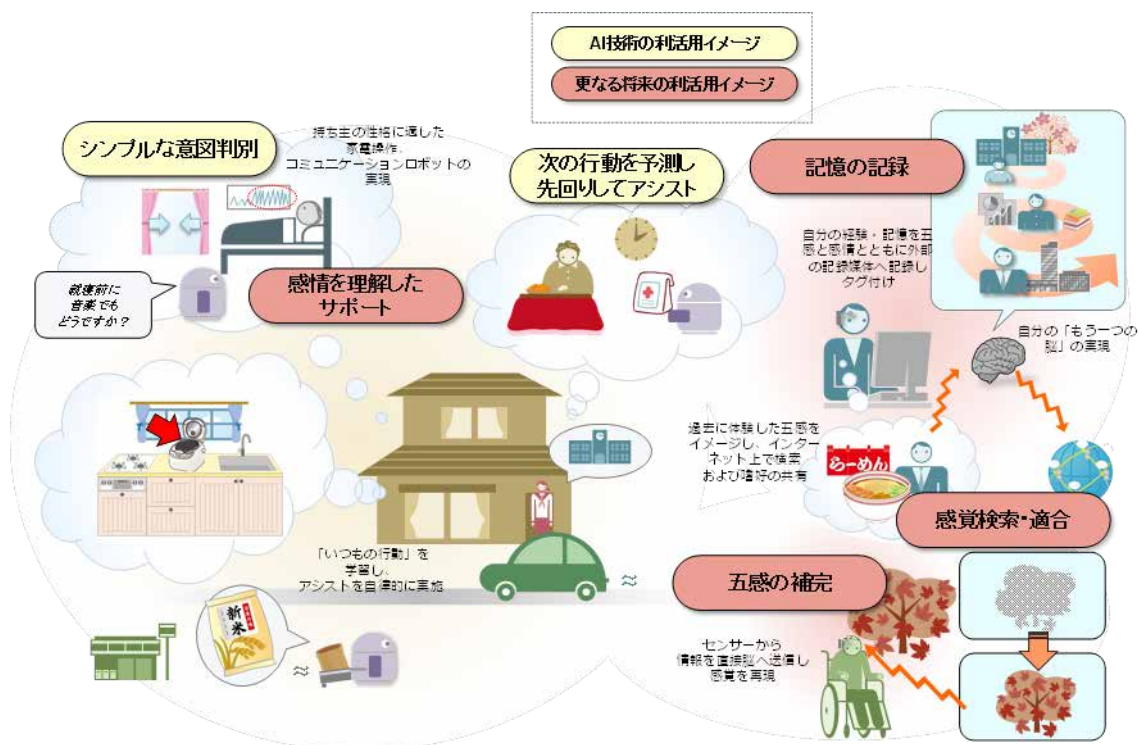 AI技術の利活用イメージ
更なる将来の利活用イメージ
シンプルな意図判別
持ち主の性格に適した
家電操作、
コミュニケーションロボットの
実現
次の行動を予測し
先回りしてアシスト
記憶の記録
自分の経験・記憶を五
感と感情とともに外部
の記録媒体へ記録し
タグ付け
就寝前に
音楽でも
どうですか？
感情を理解した
サポート
自分の「もう一つの
脳」の実現
過去に体験した五感を
イメージし、インター
ネット上で検索
および嗜好の共有
らーめん
感覚検索・適合
「いつもの行動」を
学習し、
アシストを自律的に実施
五感の補完
新米
センサーから
情報を直接脳へ送信し
感覚を再現